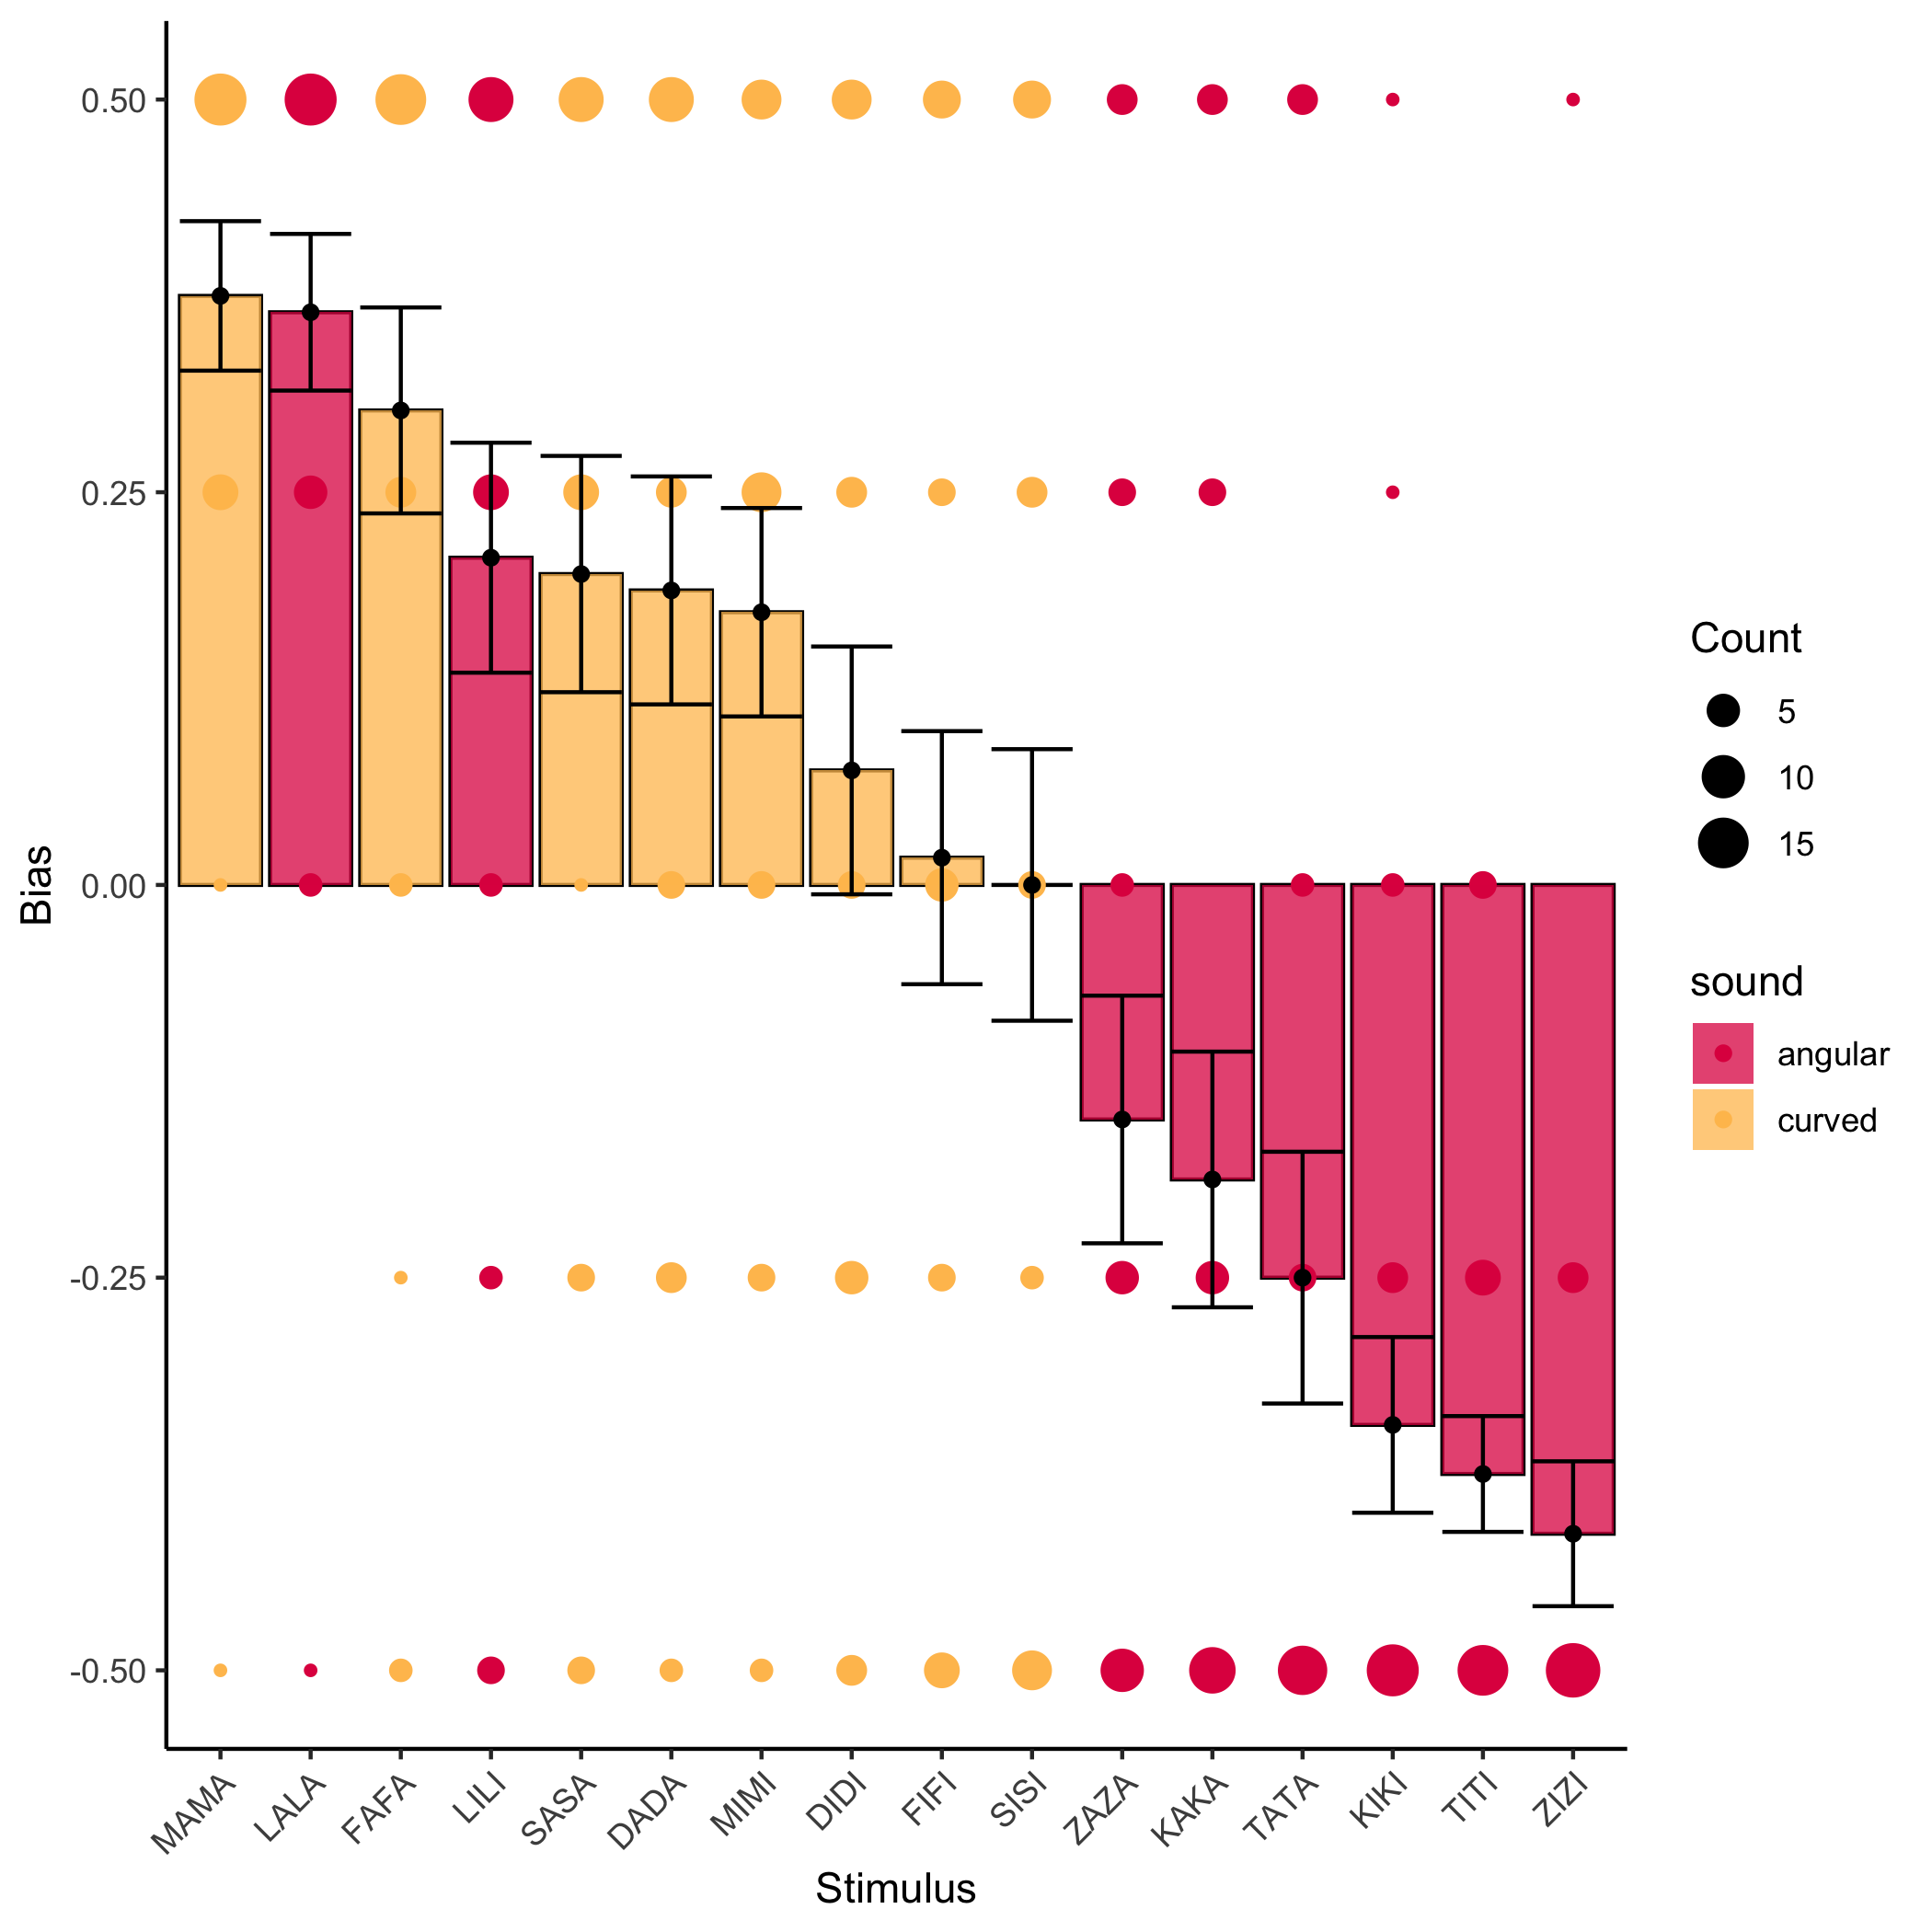 0.50
0.25
0.00
-0.25
-0.50
Bias
MAMA
LALA
FAFA
LILI
SASA
DADA
MIMI
DIDI
FIFI
SISI
ZAZA
KAKA
TATA
KIKI
TITI
ZIZI
Stimulus
Count
5
10
15
sound
angular
curved